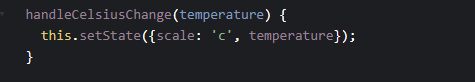 handleCelsiusChange(temperature) {
this.setState({scale: 'c', temperature});
}